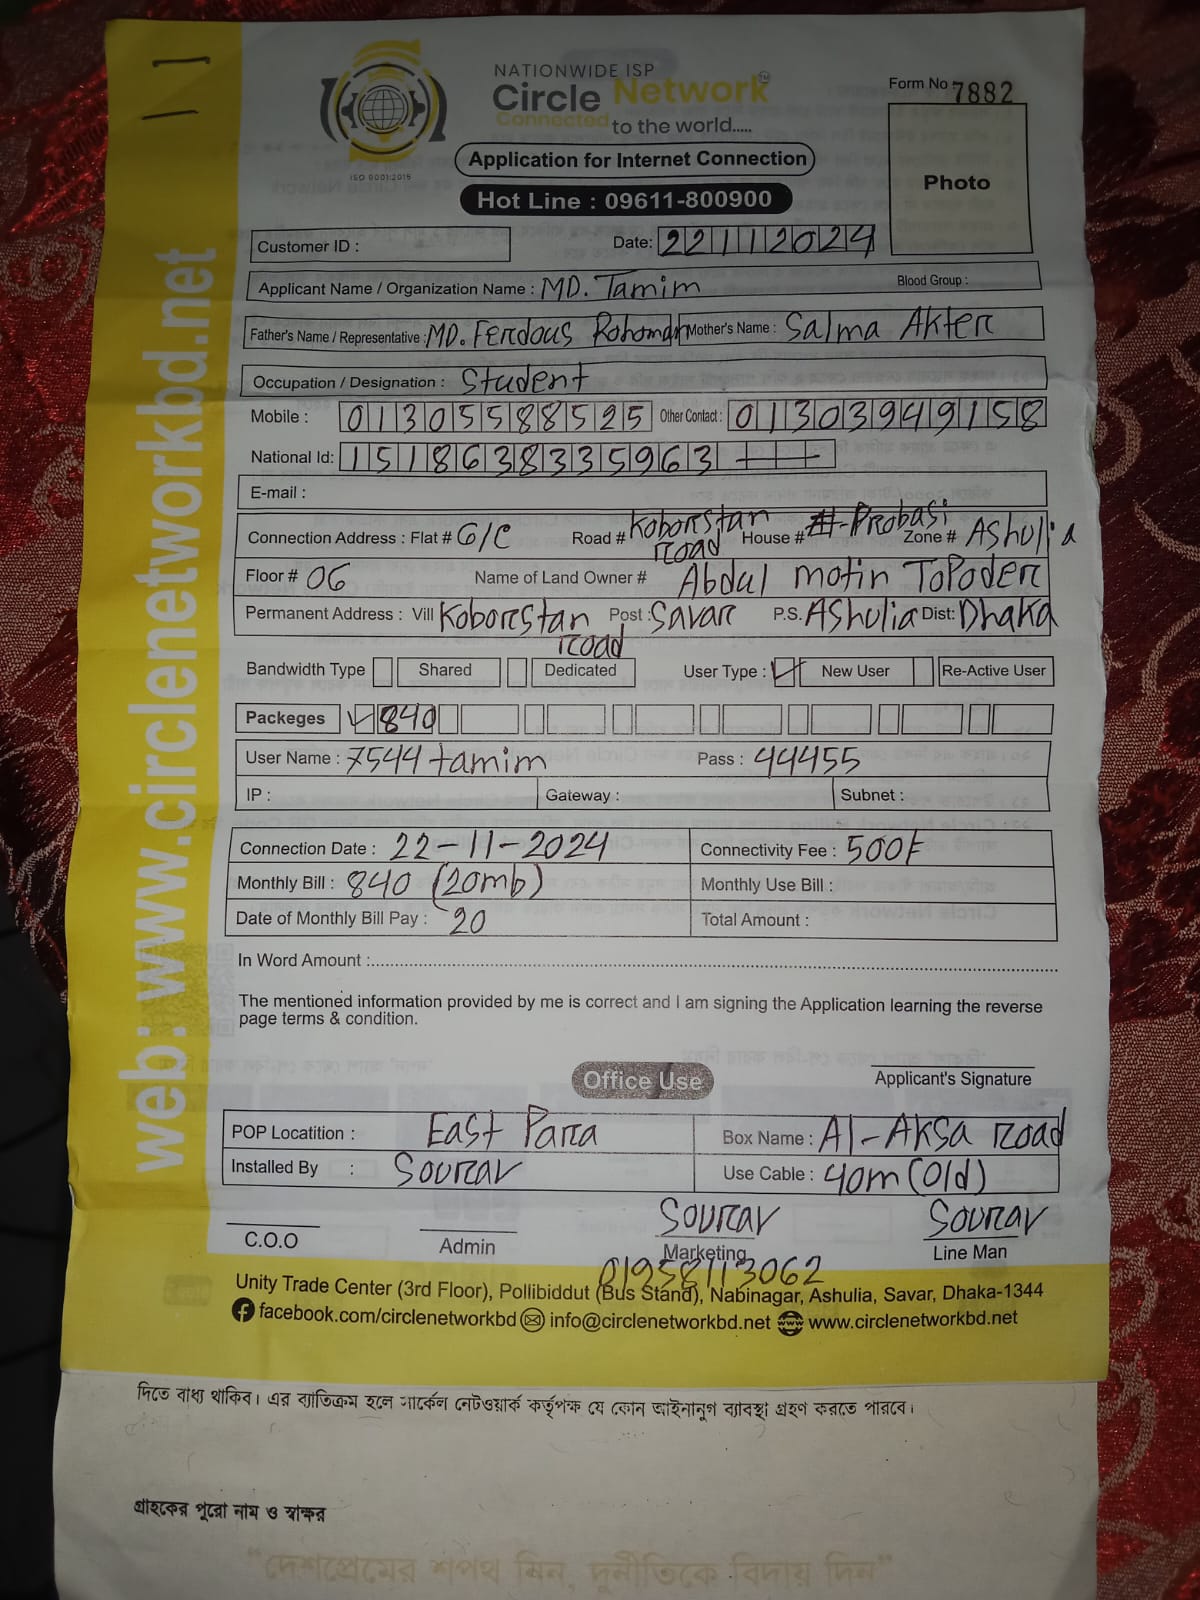 NATIONWIDE ISP
Circle Network™
Connected to the world.....
ISO 9001:2015
Form No 7882
Application for Internet Connection
Photo
Hot Line : 09611-800900
Customer ID :
Date: 22112024
Applicant Name / Organization Name : MD. Tamim
Blood Group :
Father's Name / Representative : MD. Ferdous Rohoman Mother's Name : Salma Akter
Occupation / Designation : Student
Mobile : 01305588525 Other Contact : 01303949158
National Id: 1518638335963
E-mail :
Connection Address : Flat # G/C Road # Koborstan road House # Probasi Zone # Ashulia
Floor # 06 Name of Land Owner # Abdul motin Topoder
Permanent Address : Vill Koborstan road Post : Savar P.S. Ashulia Dist: Dhaka
Bandwidth Type Shared Dedicated User Type : New User Re-Active User
Packeges 840
User Name : 7544 tamim Pass : 44455
IP : Gateway : Subnet :
Connection Date : 22-11-2024 Connectivity Fee : 500
Monthly Bill : 840 (20mb) Monthly Use Bill :
Date of Monthly Bill Pay : 20 Total Amount :
In Word Amount :
The mentioned information provided by me is correct and I am signing the Application learning the reverse
page terms & condition.
Applicant's Signature
Office Use
POP Locatition : East Para Box Name : Al-Aksa road
Installed By : Sourav Use Cable : 40m (Old)
Sourav Sourav
C.O.O Admin Marketing Line Man
01958113062
Unity Trade Center (3rd Floor), Pollibiddut (Bus Stand), Nabinagar, Ashulia, Savar, Dhaka-1344
facebook.com/circlenetworkbd info@circlenetworkbd.net www.circlenetworkbd.net
web: www.circlenetworkbd.net
দিতে বাধ্য থাকিব। এর ব্যাতিক্রম হলে সার্কেল নেটওয়ার্ক কর্তৃপক্ষ যে কোন আইনানুগ ব্যাবস্থা গ্রহণ করতে পারবে।
গ্রাহকের পুরো নাম ও স্বাক্ষর
“দেশপ্রেমের শপথ নিন, দুর্নীতিকে বিদায় দিন”